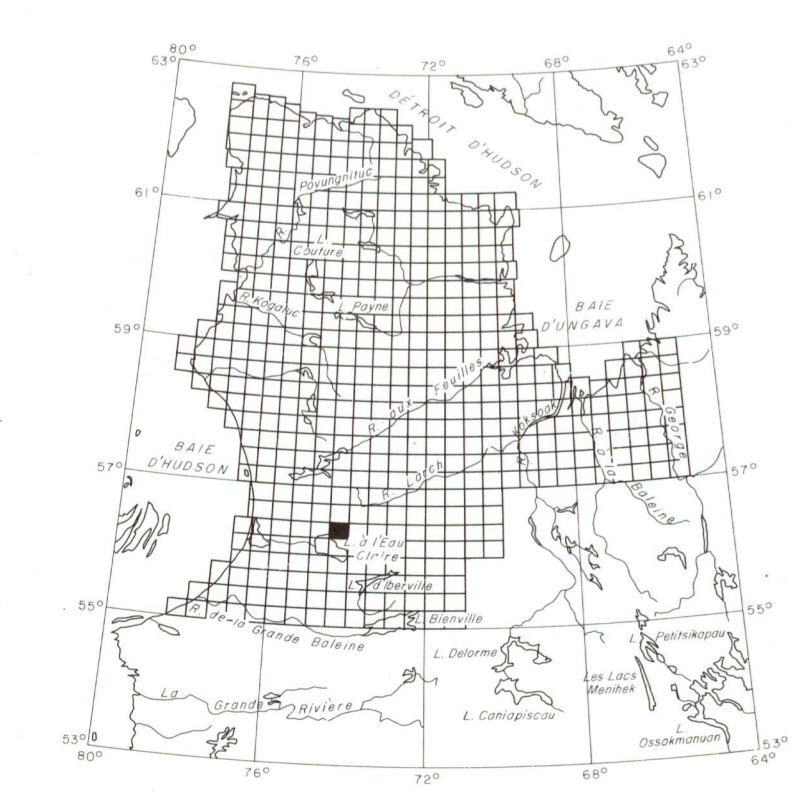 80°
76°
72°
68°
64°
63°
63°
DÉTROIT D'HUDSON
Povungnituc
R.
61°
61°
L.
Couture
R. Kogaluc
L. Payne
BAIE
D'UNGAVA
59°
59°
R. aux Feuilles
Koksoak
R.
R. à la
Baleine
R. George
BAIE
D'HUDSON
57°
57°
R. Larch
L. à l'Eau
Claire
L. d'Iberville
55°
55°
R. de-la Grande Baleine
L. Bienville
L. Petitsikapau
L. Delorme
Les Lacs
Menihek
La Grande Rivière
L. Caniapiscau
L.
Ossokmanuan
53°
53°
80°
76°
72°
68°
64°